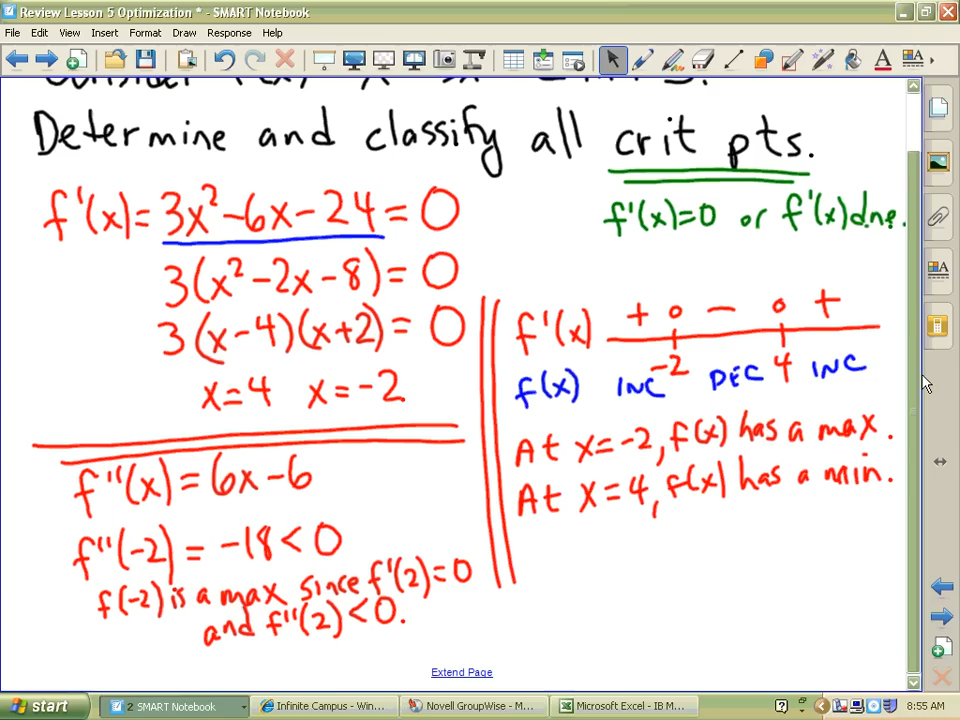 Review Lesson 5 Optimization * - SMART Notebook
File Edit View Insert Format Draw Response Help
Determine and classify all crit pts.
f'(x)=0 or f'(x) dne.
f'(x)= 3x²-6x-24 = 0
3(x²-2x-8)= 0
3(x-4)(x+2)= 0
x=4 x=-2
f''(x)=6x-6
f''(-2) = -18<0
f(-2) is a max since f'(2)=0
and f''(2)<0.
f'(x) + 0 - 0 +
-2 4
f(x) INC DEC INC
At x=-2, f(x) has a max.
At x=4, f(x) has a min.
Extend Page
start 2 SMART Notebook Infinite Campus - Win... Novell GroupWise - M... Microsoft Excel - IB M... 8:55 AM